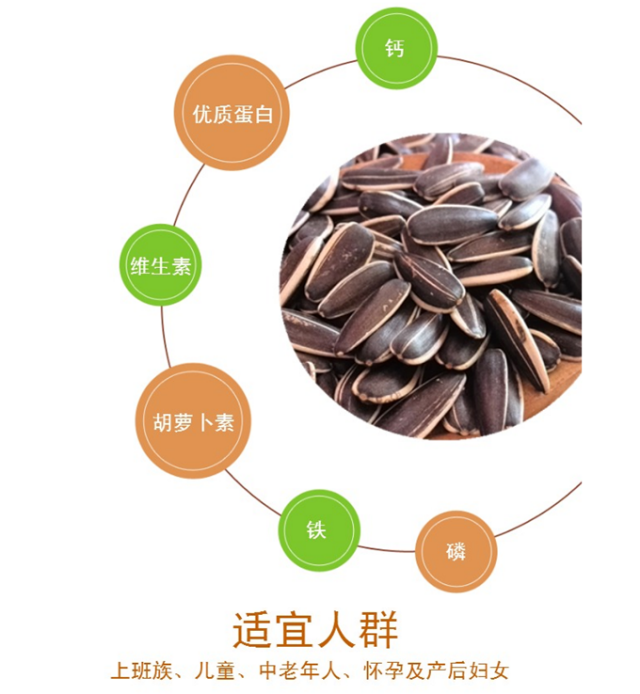 钙
优质蛋白
维生素
胡萝卜素
铁
磷
适宜人群
上班族、儿童、中老年人、怀孕及产后妇女